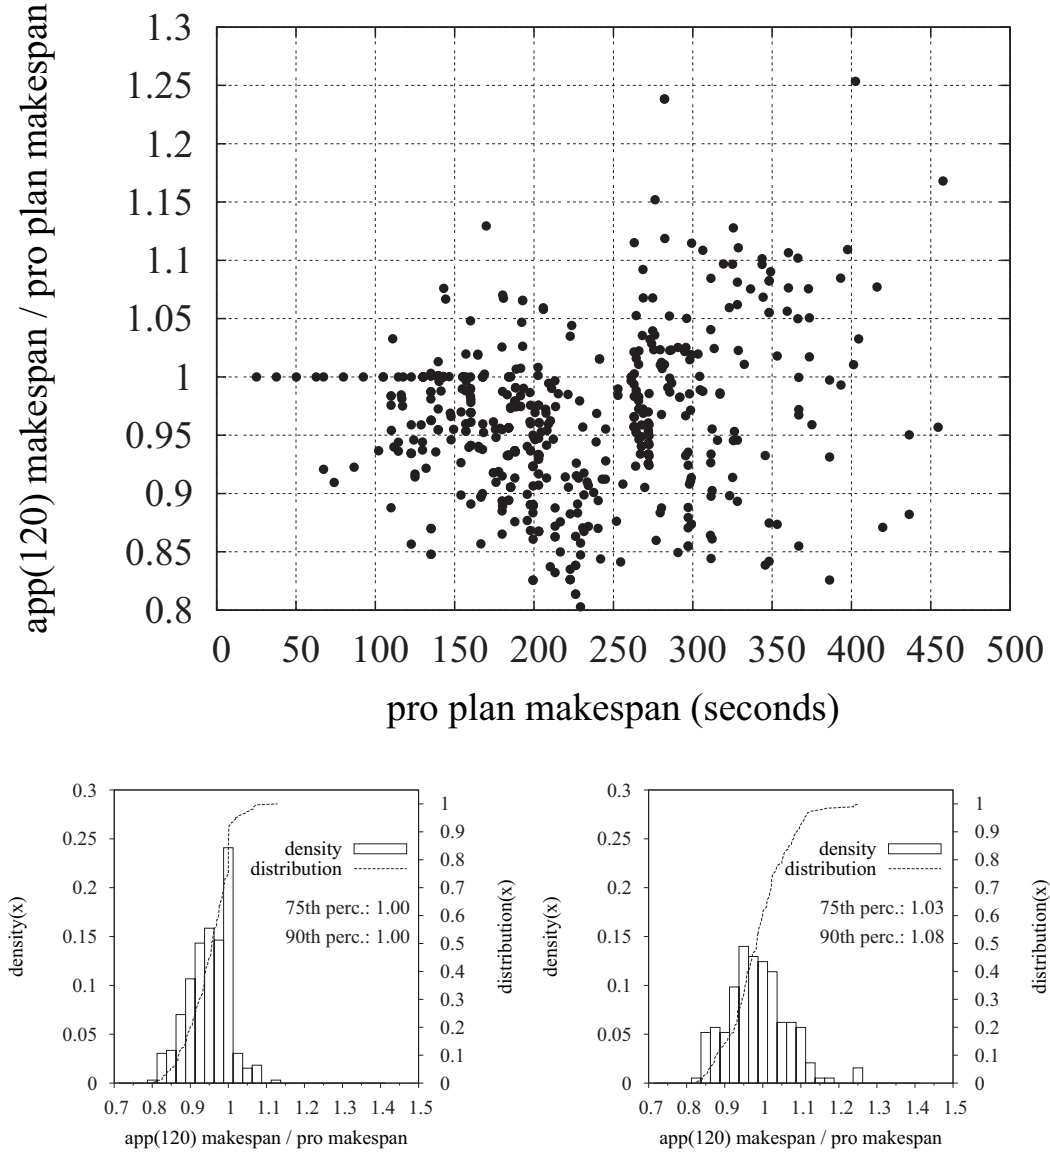 app(120) makespan / pro plan makespan
1.3
1.25
1.2
1.15
1.1
1.05
1
0.95
0.9
0.85
0.8
0 50 100 150 200 250 300 350 400 450 500
pro plan makespan (seconds)
density(x)
0.3
0.25
0.2
0.15
0.1
0.05
0
density
distribution
75th perc.: 1.00
90th perc.: 1.00
1
0.9
0.8
0.7
0.6
0.5
0.4
0.3
0.2
0.1
0
distribution(x)
0.7 0.8 0.9 1 1.1 1.2 1.3 1.4 1.5
app(120) makespan / pro makespan
density(x)
0.3
0.25
0.2
0.15
0.1
0.05
0
density
distribution
75th perc.: 1.03
90th perc.: 1.08
1
0.9
0.8
0.7
0.6
0.5
0.4
0.3
0.2
0.1
0
distribution(x)
0.7 0.8 0.9 1 1.1 1.2 1.3 1.4 1.5
app(120) makespan / pro makespan